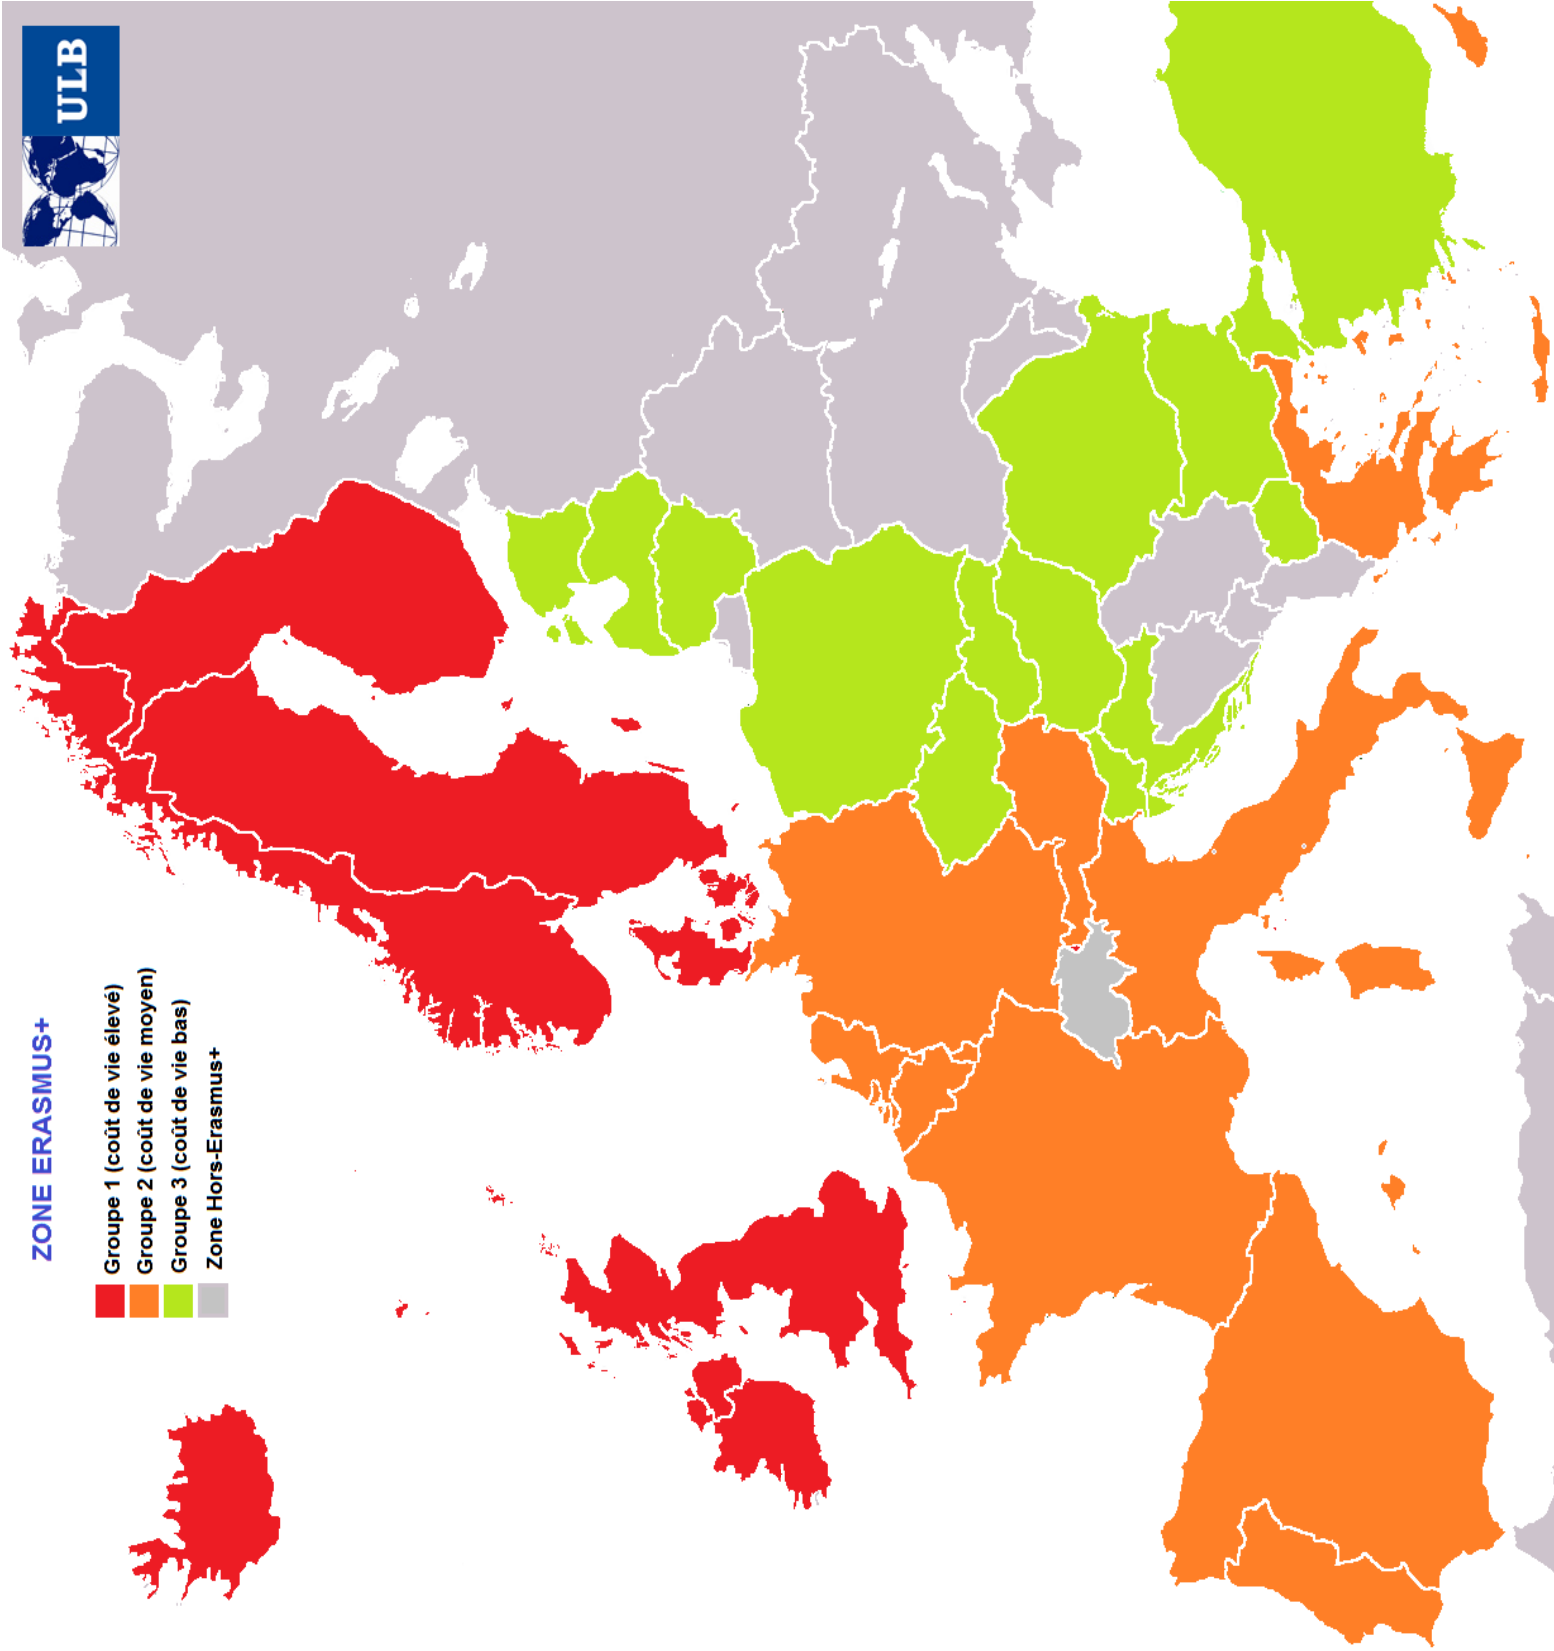 ULB
ZONE ERASMUS+
Groupe 1 (coût de vie élevé)
Groupe 2 (coût de vie moyen)
Groupe 3 (coût de vie bas)
Zone Hors-Erasmus+